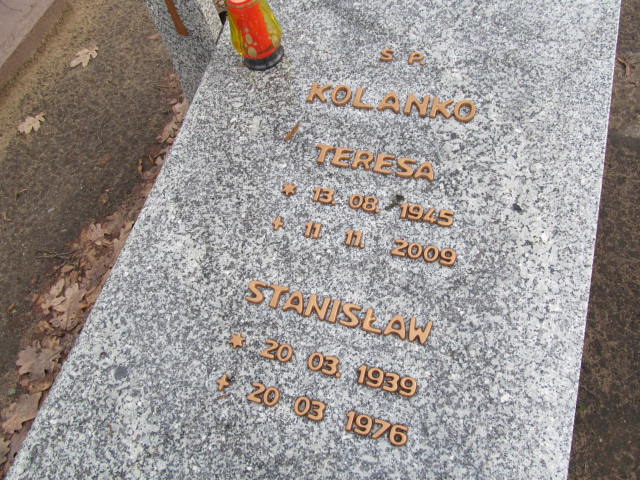 S. P.
KOLANKO
TERESA
* 13. 08. 1945
+ 11. 11. 2009
STANISŁAW
* 20. 03. 1939
+ 20 03 1976